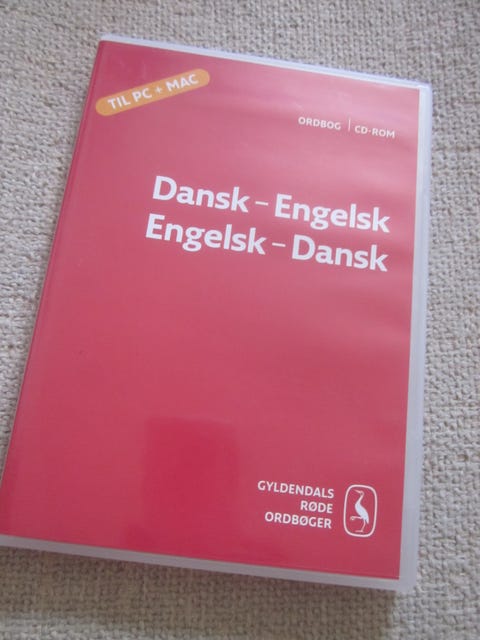 TIL PC + MAC
ORDBOG | CD-ROM
Dansk – Engelsk
Engelsk – Dansk
GYLDENDALS
RØDE
ORDBØGER